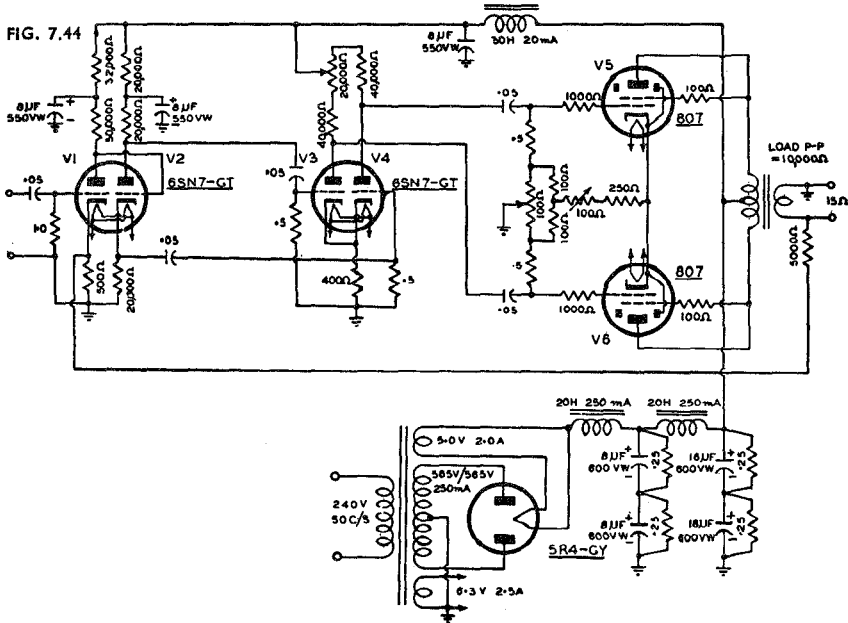 FIG. 7.44
8µF
550VW
+
-
30H 20mA
32,000Ω
20,000Ω
8µF
550VW
+
-
50,000Ω
20,000Ω
8µF
550VW
+
-
V1
V2
6SN7-GT
·05
1·0
500Ω
20,000Ω
·05
20,000Ω
40,000Ω
40,000Ω
V3
V4
·05
6SN7-GT
·5
400Ω
·5
·05
1000Ω
V5
807
100Ω
·5
100Ω
100Ω
100Ω
100Ω
250Ω
·5
·05
1000Ω
V6
807
100Ω
LOAD P-P
=10,000Ω
15Ω
5000Ω
20H 250mA
20H 250mA
240V
50C/S
5·0V 2·0A
565V/565V
250mA
6·3V 2·5A
5R4-GY
8µF
600VW
+
-
·25
16µF
600VW
+
-
·25
8µF
600VW
+
-
·25
16µF
600VW
+
-
·25